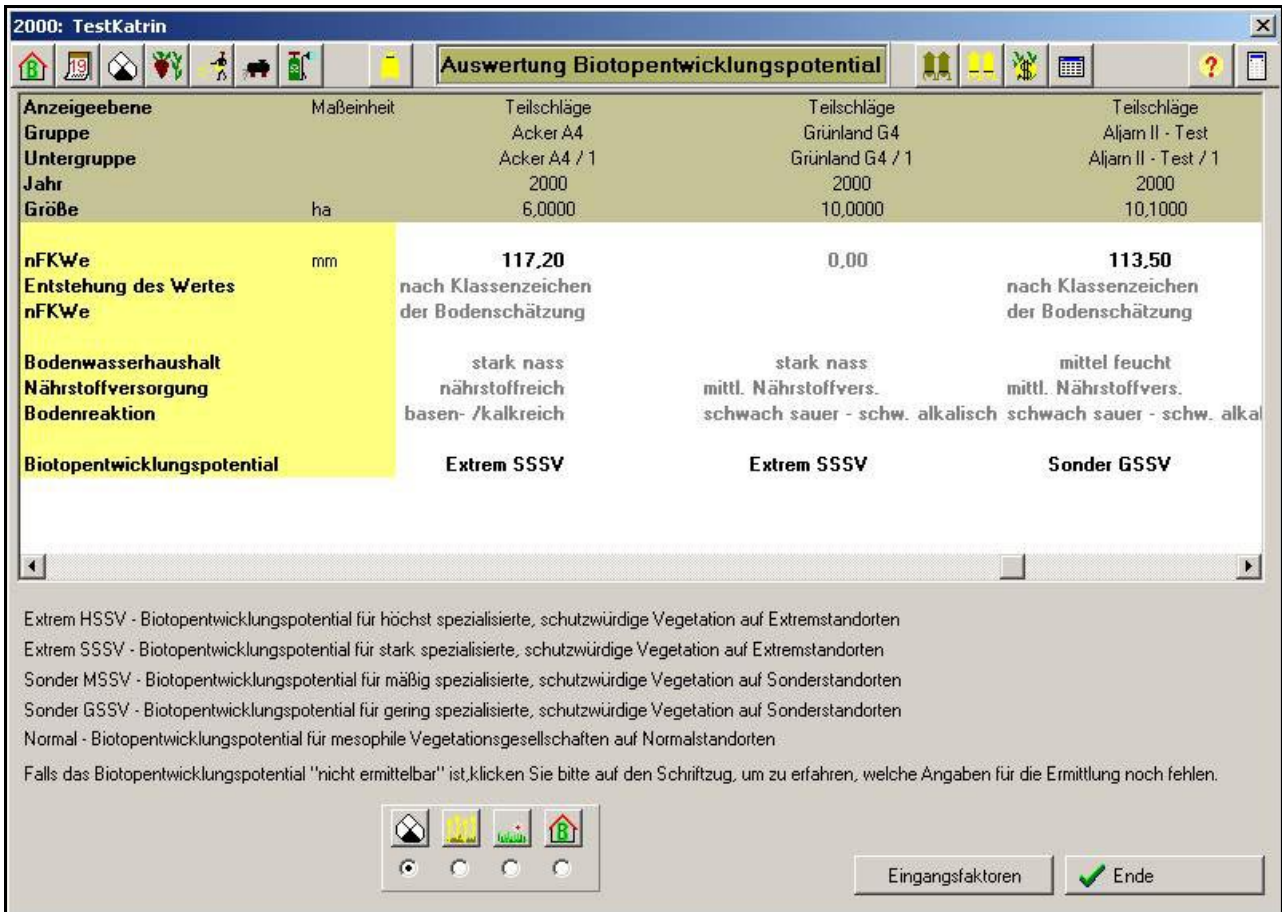 2000: TestKatrin
Auswertung Biotopentwicklungspotential
Anzeigeebene Maßeinheit Teilschläge Teilschläge Teilschläge
Gruppe Acker A4 Grünland G4 Aljarn II - Test
Untergruppe Acker A4 / 1 Grünland G4 / 1 Aljarn II - Test / 1
Jahr 2000 2000 2000
Größe ha 6,0000 10,0000 10,1000
nFKWe mm 117,20 0,00 113,50
Entstehung des Wertes nach Klassenzeichen nach Klassenzeichen
nFKWe der Bodenschätzung der Bodenschätzung
Bodenwasserhaushalt stark nass stark nass mittel feucht
Nährstoffversorgung nährstoffreich mittl. Nährstoffvers. mittl. Nährstoffvers.
Bodenreaktion basen- /kalkreich schwach sauer - schw. alkalisch schwach sauer - schw. alkal
Biotopentwicklungspotential Extrem SSSV Extrem SSSV Sonder GSSV
Extrem HSSV - Biotopentwicklungspotential für höchst spezialisierte, schutzwürdige Vegetation auf Extremstandorten
Extrem SSSV - Biotopentwicklungspotential für stark spezialisierte, schutzwürdige Vegetation auf Extremstandorten
Sonder MSSV - Biotopentwicklungspotential für mäßig spezialisierte, schutzwürdige Vegetation auf Sonderstandorten
Sonder GSSV - Biotopentwicklungspotential für gering spezialisierte, schutzwürdige Vegetation auf Sonderstandorten
Normal - Biotopentwicklungspotential für mesophile Vegetationsgesellschaften auf Normalstandorten
Falls das Biotopentwicklungspotential "nicht ermittelbar" ist,klicken Sie bitte auf den Schriftzug, um zu erfahren, welche Angaben für die Ermittlung noch fehlen.
Eingangsfaktoren Ende